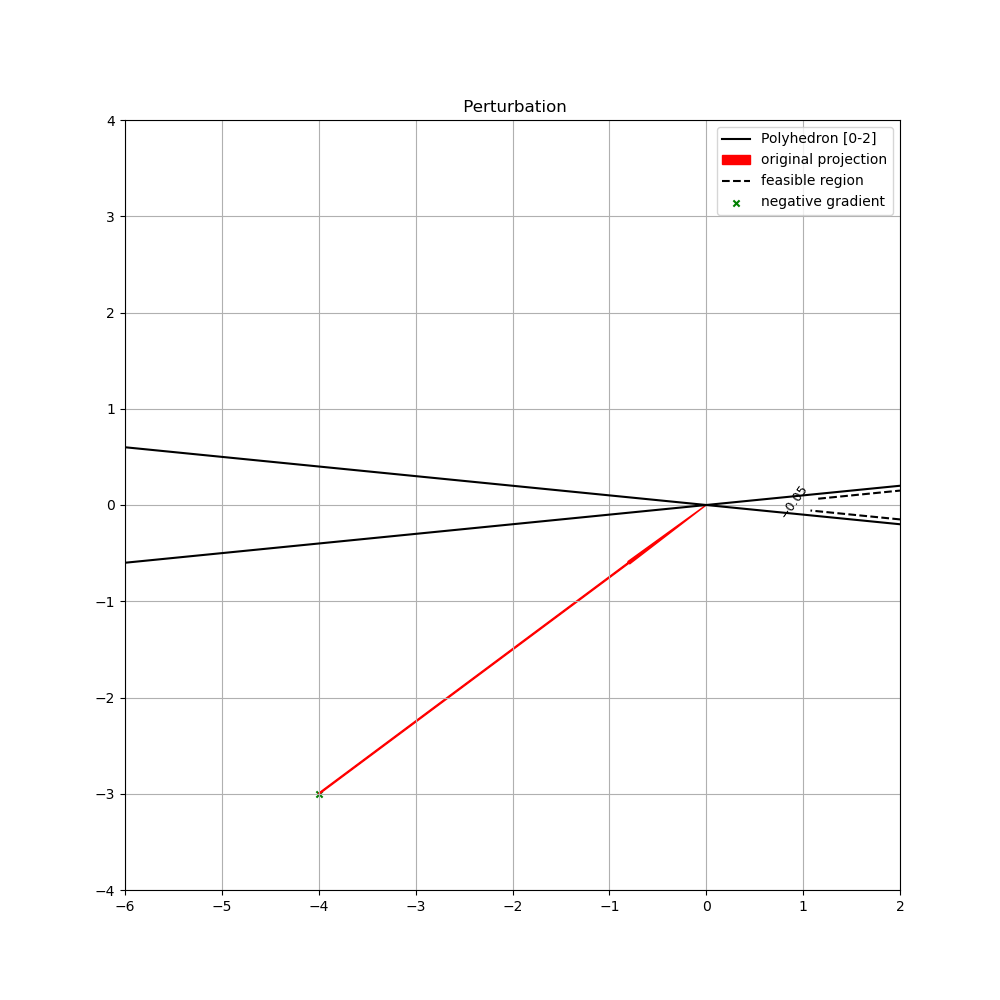 Perturbation
Polyhedron [0-2]
original projection
feasible region
negative gradient
4
3
2
1
0
−1
−2
−3
−4
−0.05
−6 −5 −4 −3 −2 −1 0 1 2